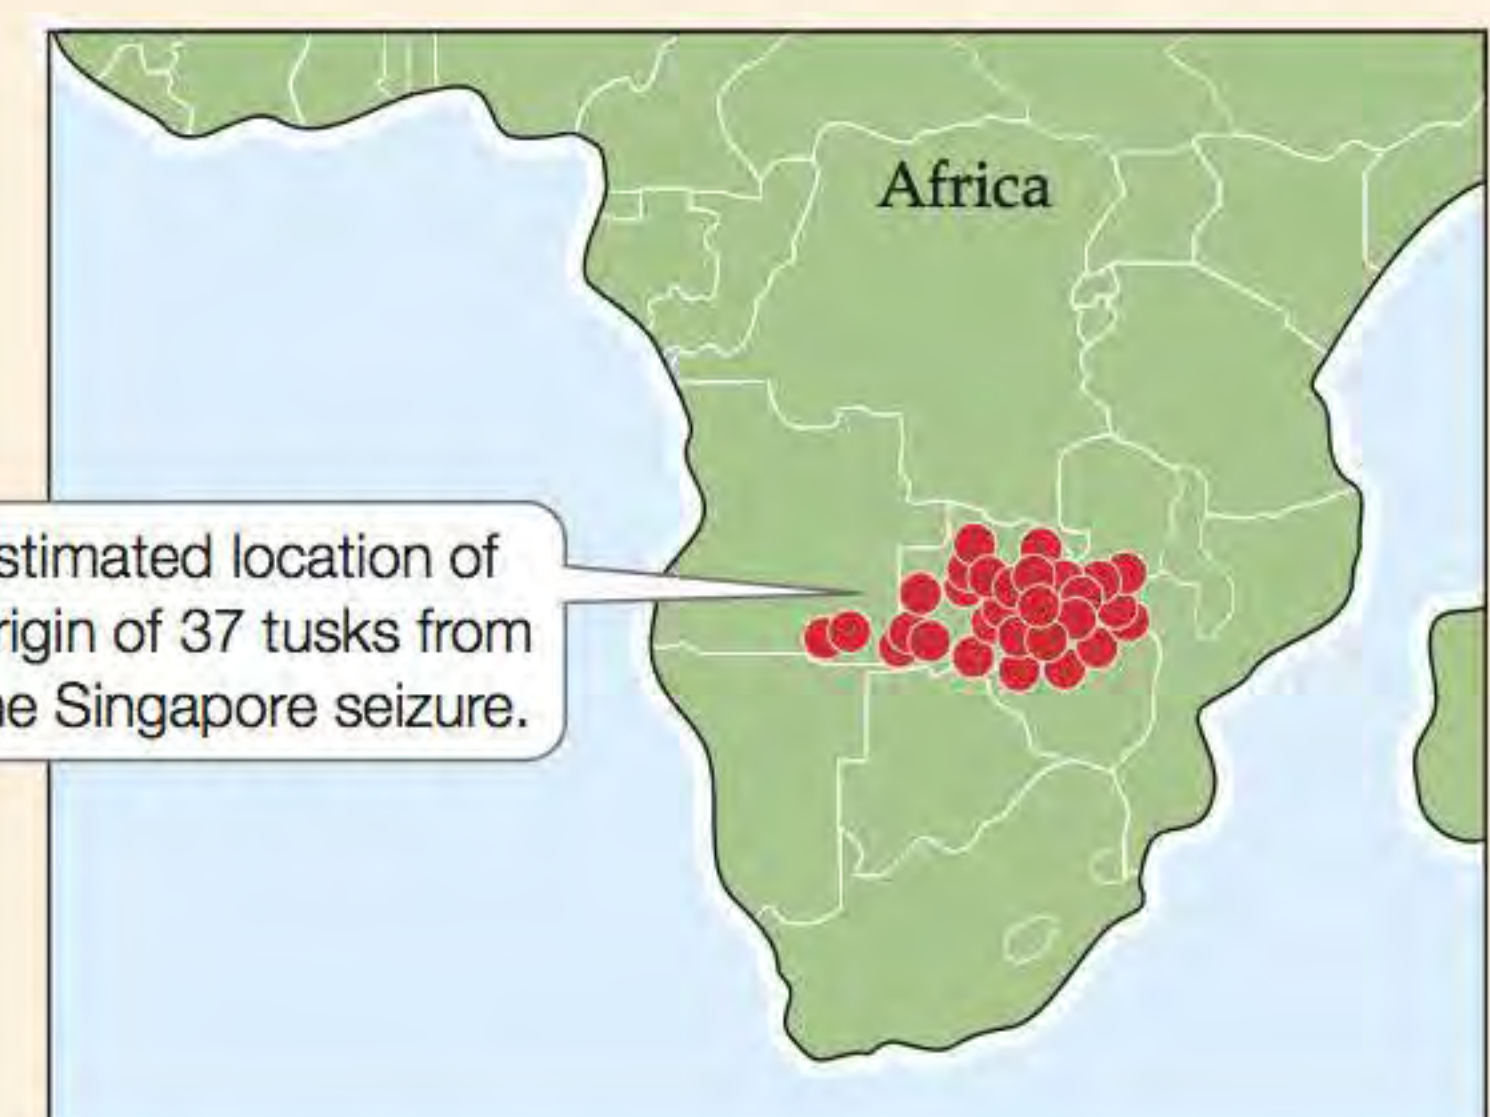 Africa
stimated location of
rigin of 37 tusks from
e Singapore seizure.